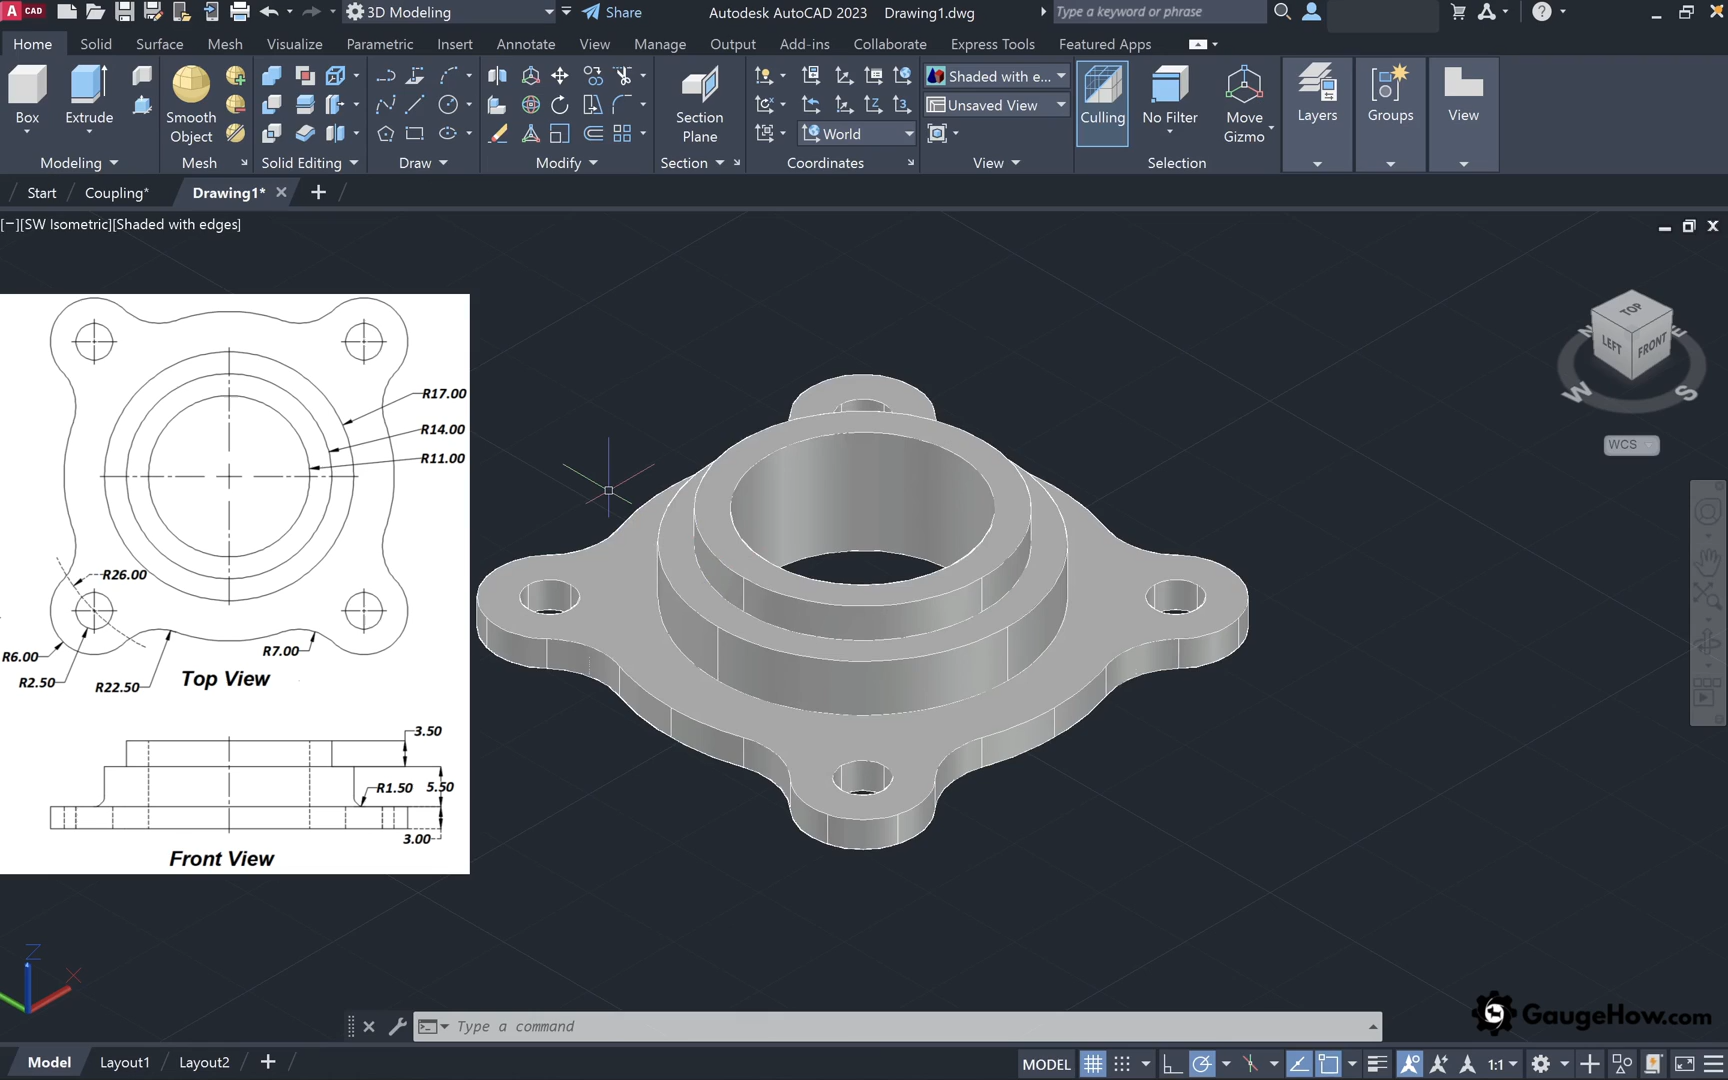 CAD
3D Modeling
Share
Autodesk AutoCAD 2023 Drawing1.dwg
Type a keyword or phrase
Home Solid Surface Mesh Visualize Parametric Insert Annotate View Manage Output Add-ins Collaborate Express Tools Featured Apps
Shaded with e...
Unsaved View
World
Box
Extrude
Smooth
Object
Section
Plane
Culling
No Filter
Move
Gizmo
Layers
Groups
View
Modeling
Mesh
Solid Editing
Draw
Modify
Section
Coordinates
View
Selection
Start
Coupling*
Drawing1*
[−][SW Isometric][Shaded with edges]
TOP
LEFT
FRONT
N
E
W
S
WCS
R17.00
R14.00
R11.00
R26.00
R6.00
R7.00
R2.50
R22.50
Top View
3.50
R1.50
5.50
3.00
Front View
Z
X
Type a command
GaugeHow.com
Model
Layout1
Layout2
MODEL
1:1